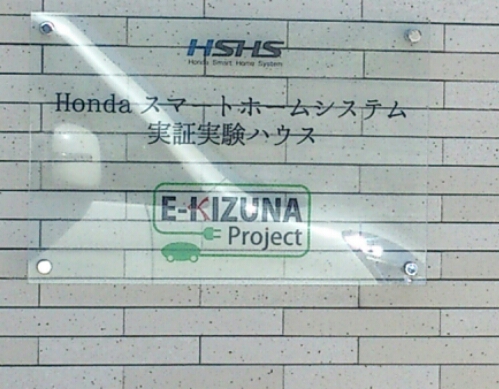 HSHS
Honda Smart Home System
Honda スマートホームシステム
実証実験ハウス
E-KIZUNA
Project